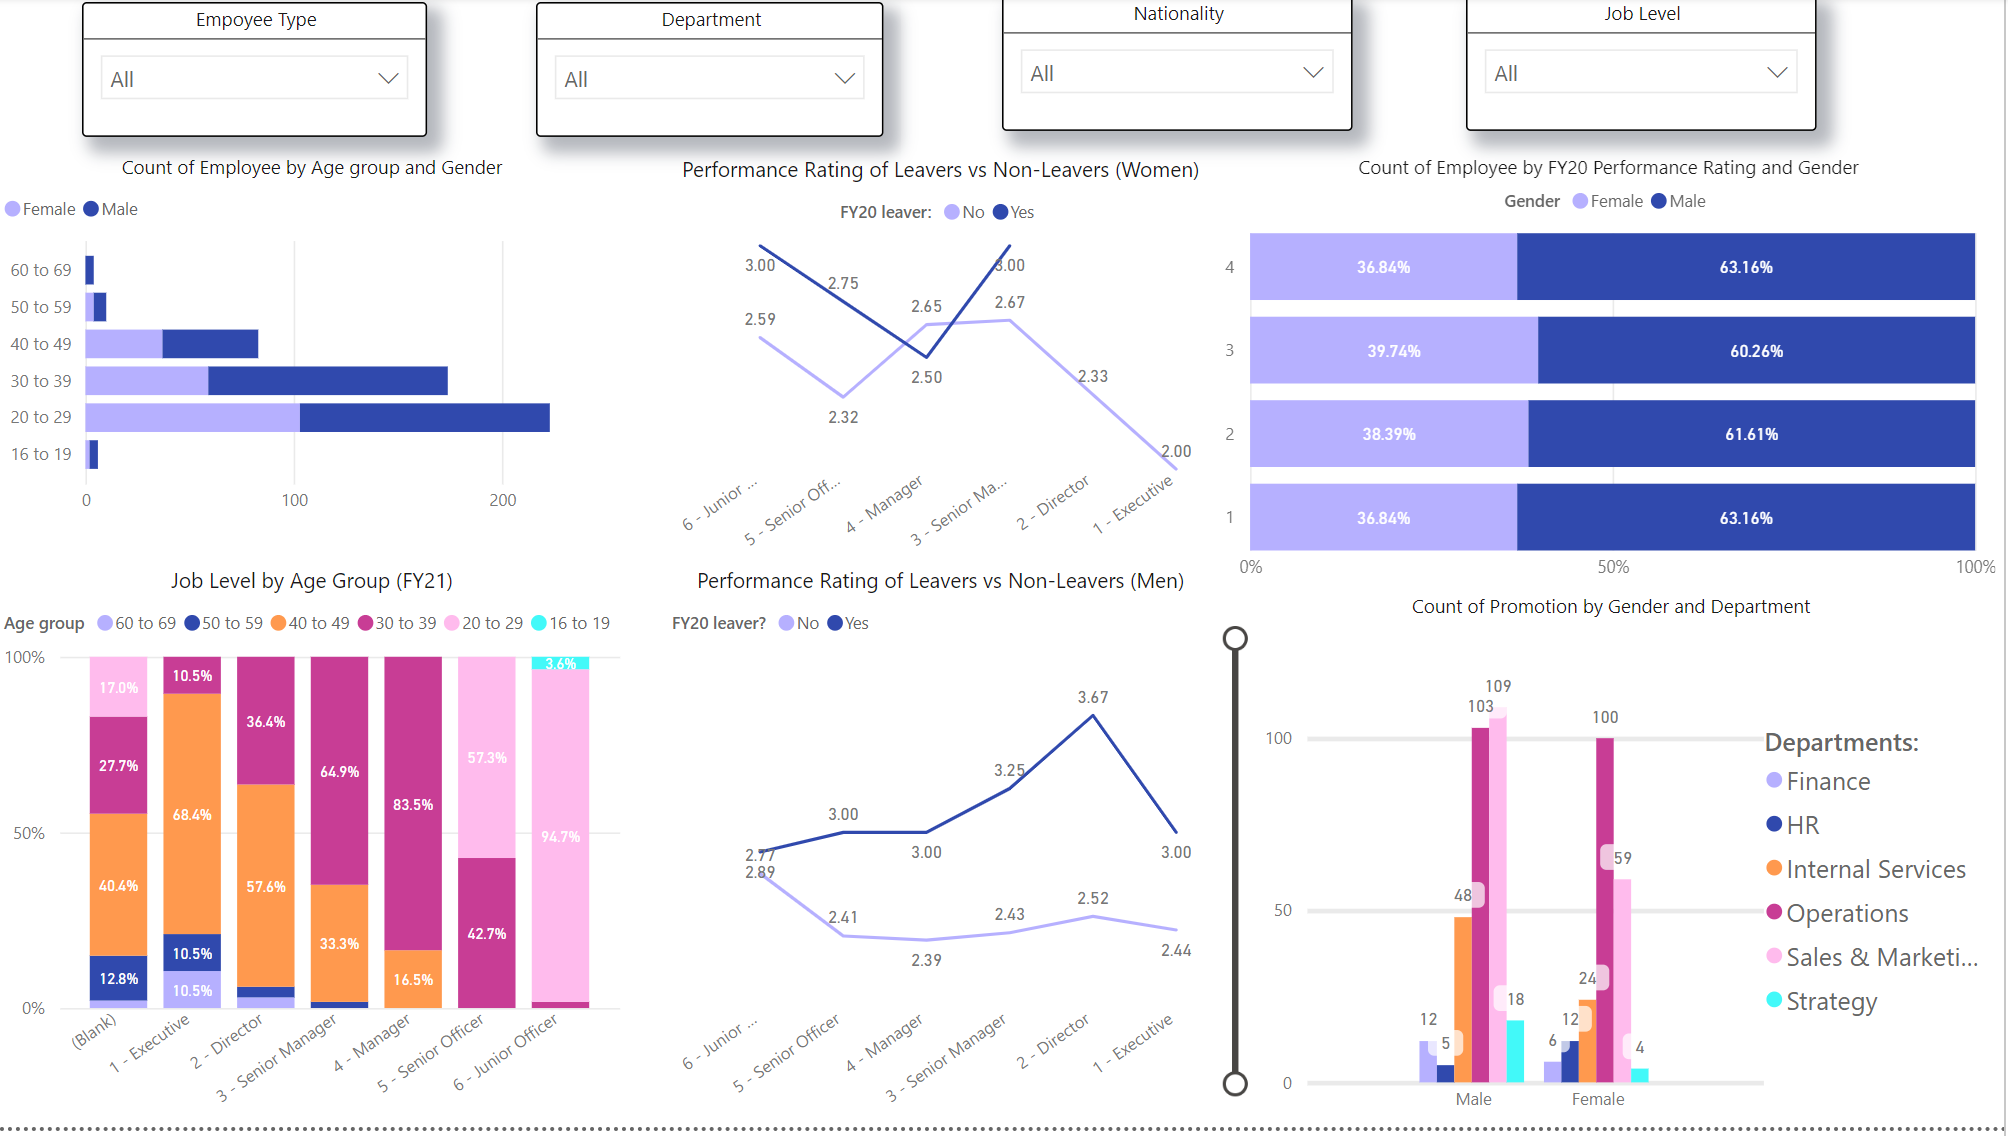 Empoyee Type
All
Department
All
Nationality
All
Job Level
All
Count of Employee by Age group and Gender
Female Male
60 to 69
50 to 59
40 to 49
30 to 39
20 to 29
16 to 19
0 100 200
Performance Rating of Leavers vs Non-Leavers (Women)
FY20 leaver: No Yes
3.00
2.75
2.59
2.32
2.65
2.50
3.00
2.67
2.33
2.00
6 - Junior ...
5 - Senior Off...
4 - Manager
3 - Senior Ma...
2 - Director
1 - Executive
Count of Employee by FY20 Performance Rating and Gender
Gender Female Male
4 36.84% 63.16%
3 39.74% 60.26%
2 38.39% 61.61%
1 36.84% 63.16%
0% 50% 100%
Job Level by Age Group (FY21)
Age group 60 to 69 50 to 59 40 to 49 30 to 39 20 to 29 16 to 19
100%
50%
0%
17.0%
27.7%
40.4%
12.8%
10.5%
68.4%
10.5%
10.5%
36.4%
57.6%
64.9%
33.3%
83.5%
16.5%
57.3%
42.7%
3.6%
94.7%
(Blank)
1 - Executive
2 - Director
3 - Senior Manager
4 - Manager
5 - Senior Officer
6 - Junior Officer
Performance Rating of Leavers vs Non-Leavers (Men)
FY20 leaver? No Yes
2.77
2.89
3.00
2.41
3.00
2.39
3.25
2.43
3.67
2.52
3.00
2.44
6 - Junior ...
5 - Senior Officer
4 - Manager
3 - Senior Manager
2 - Director
1 - Executive
Count of Promotion by Gender and Department
100
50
0
12
5
48
103
109
18
6
12
24
100
59
4
Male
Female
Departments:
Finance
HR
Internal Services
Operations
Sales & Marketi...
Strategy